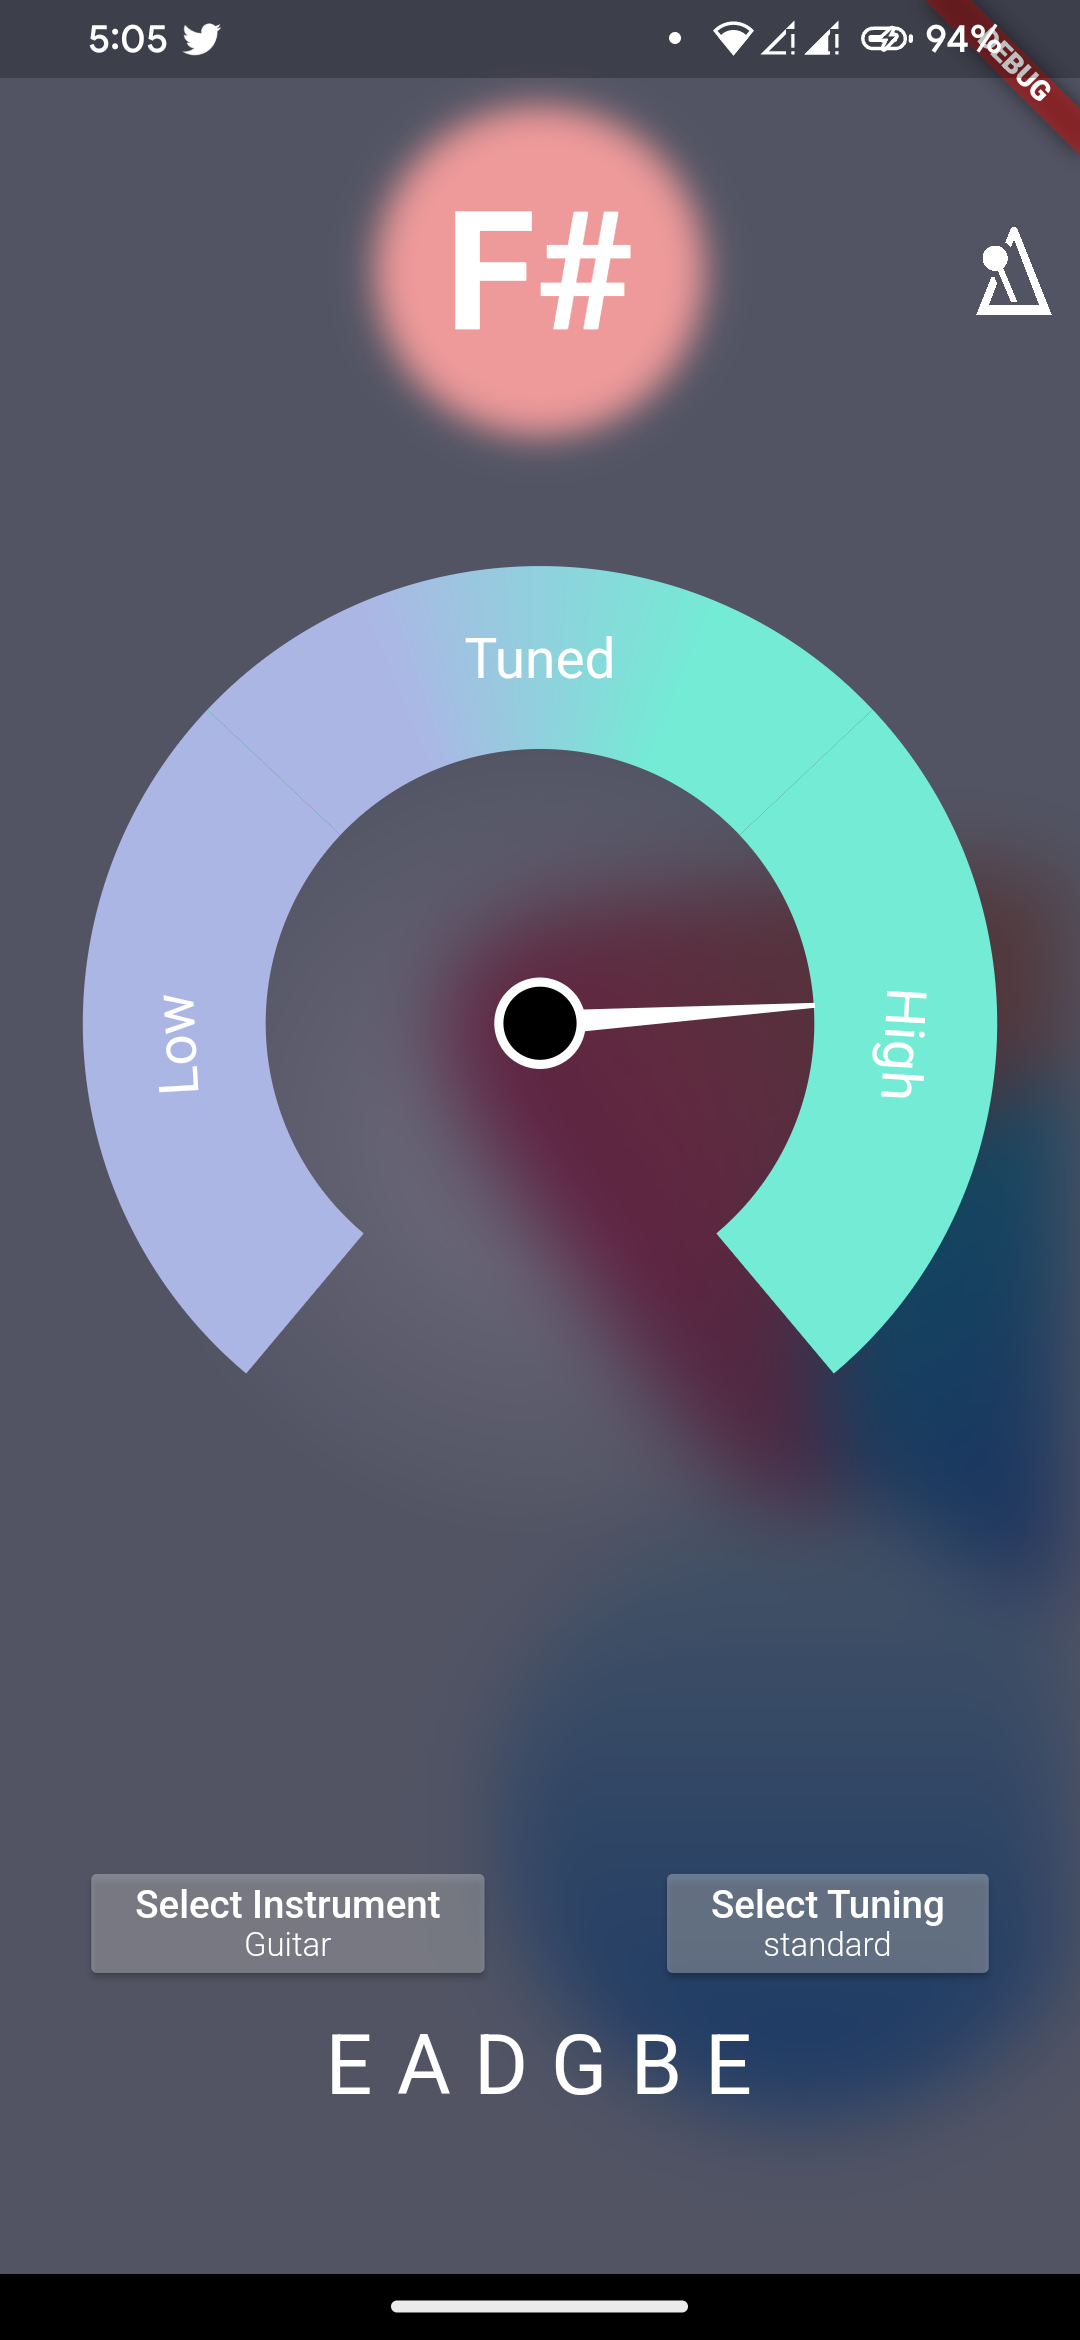 5:05 94%
DEBUG
F#
Tuned
Low
High
Select Instrument
Guitar
Select Tuning
standard
E A D G B E